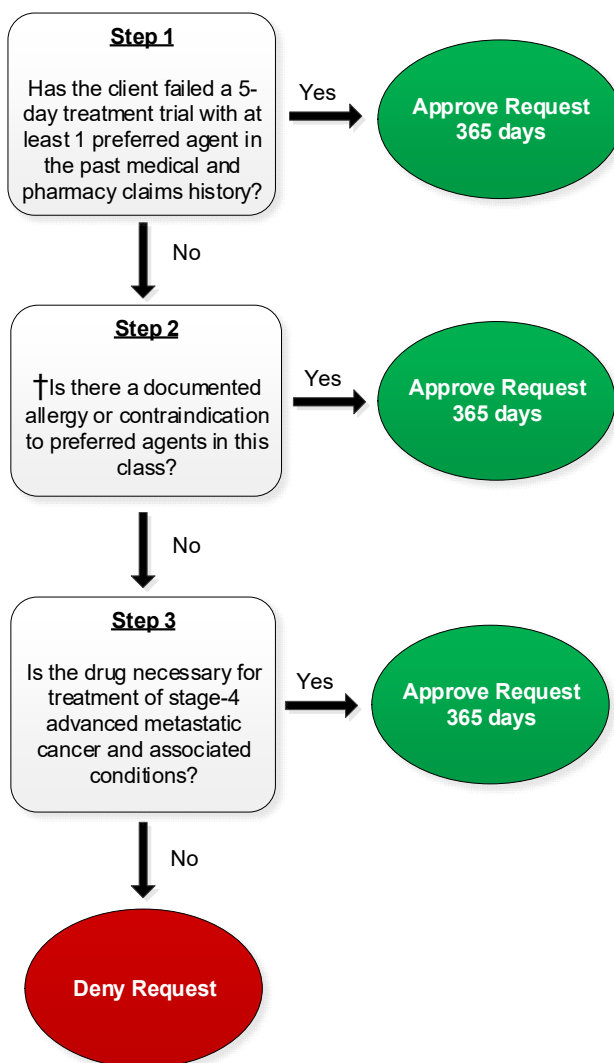 Step 1
Has the client failed a 5-
day treatment trial with at
least 1 preferred agent in
the past medical and
pharmacy claims history?
Yes
Approve Request
365 days
No
Step 2
†Is there a documented
allergy or contraindication
to preferred agents in this
class?
Yes
Approve Request
365 days
No
Step 3
Is the drug necessary for
treatment of stage-4
advanced metastatic
cancer and associated
conditions?
Yes
Approve Request
365 days
No
Deny Request